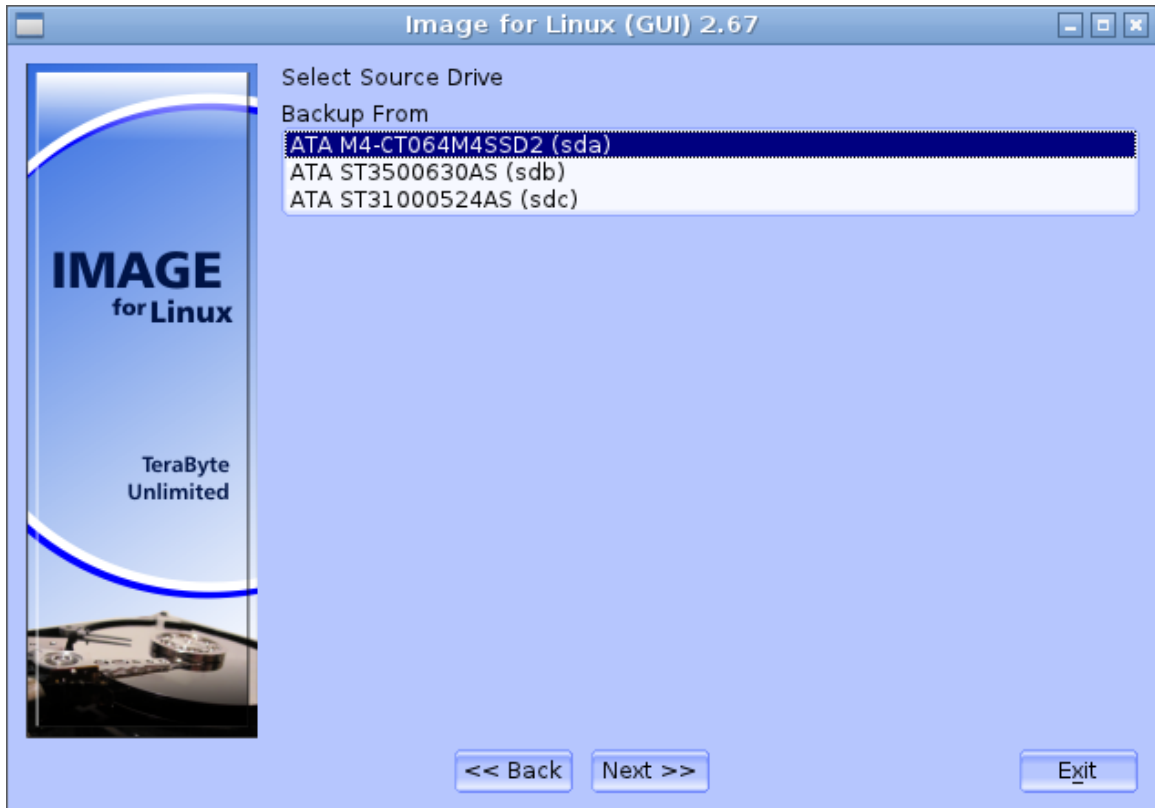 Image for Linux (GUI) 2.67
Select Source Drive
Backup From
ATA M4-CT064M4SSD2 (sda)
ATA ST3500630AS (sdb)
ATA ST31000524AS (sdc)
IMAGE
for Linux
TeraByte
Unlimited
<< Back
Next >>
Exit